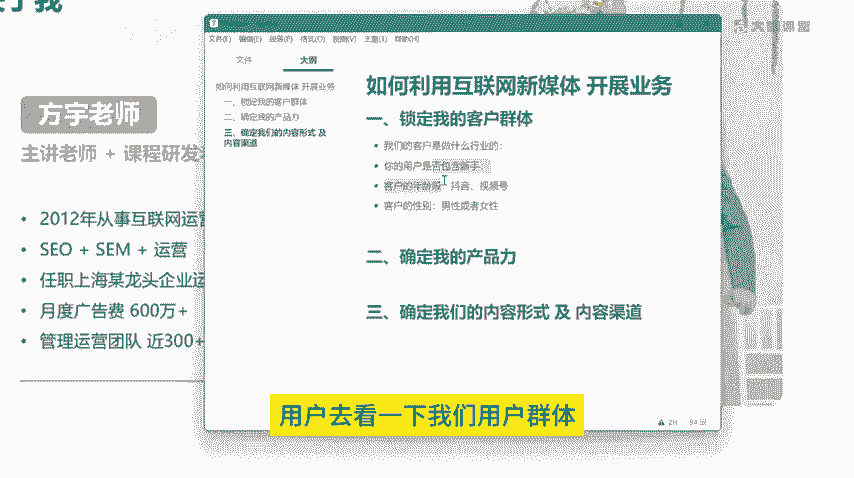 大鹏课堂
文件(F) 编辑(E) 段落(P) 格式(O) 视图(V) 主题(T) 帮助(H)
文件 大纲
如何利用互联网新媒体 开展业务
一、锁定我的客户群体
二、确定我的产品力
三、确定我们的内容形式 及
内容渠道
如何利用互联网新媒体 开展业务
一、锁定我的客户群体
• 我们的客户是做什么行业的:
• 你的用户是否包含新手
• 客户的年龄段 抖音、视频号
• 客户的性别: 男性或者女性
二、确定我的产品力
三、确定我们的内容形式 及 内容渠道
方宇老师
主讲老师 + 课程研发
• 2012年从事互联网运营
• SEO + SEM + 运营
• 任职上海某龙头企业运
• 月度广告费 600万+
• 管理运营团队 近300+
用户去看一下我们用户群体
ZH 94 词